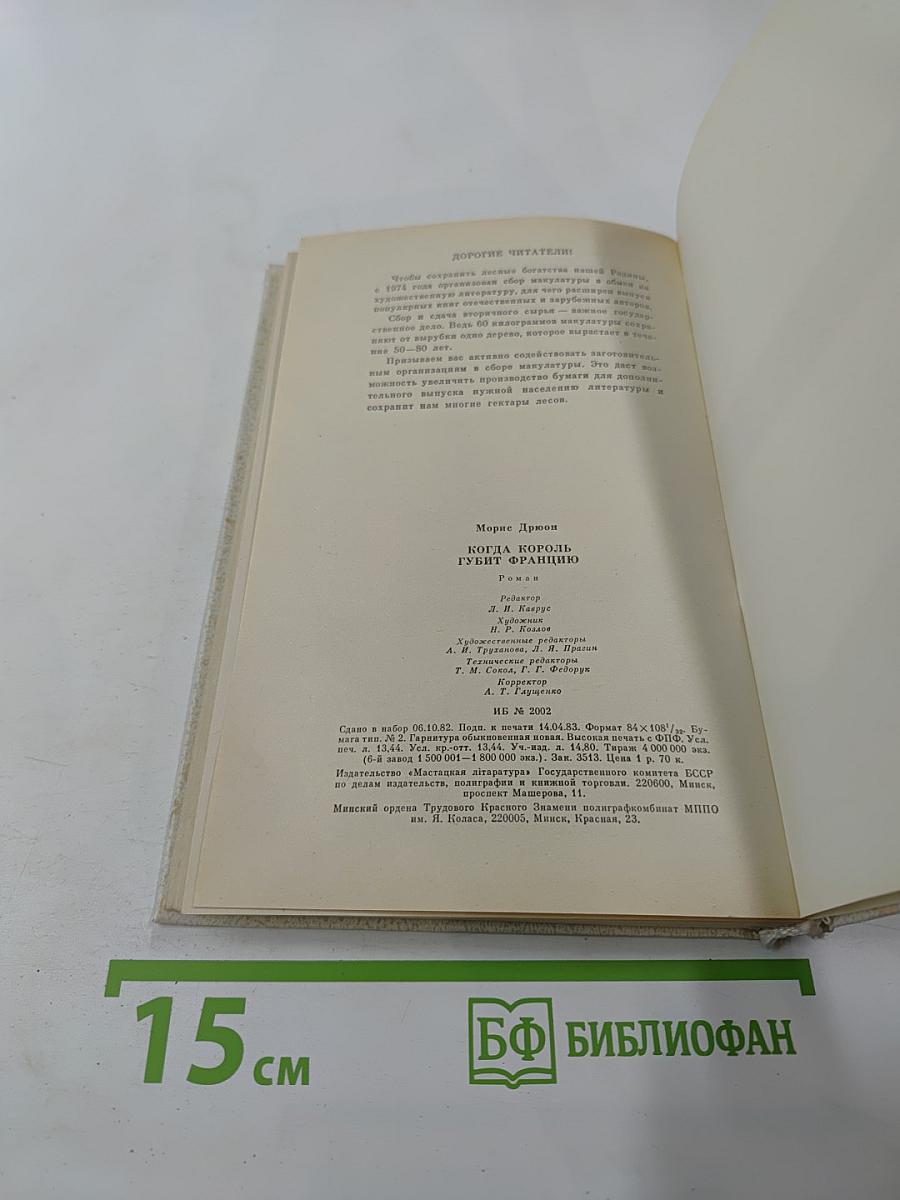 ДОРОГИЕ ЧИТАТЕЛИ!
Чтобы сохранить лесные богатства нашей Родины,
с 1974 года организован сбор макулатуры в обмен на
художественную литературу, для чего расширен выпуск
популярных книг отечественных и зарубежных авторов.
Сбор и сдача вторичного сырья — важное государ-
ственное дело. Ведь 60 килограммов макулатуры сохра-
няют от вырубки одно дерево, которое вырастает в тече-
ние 50—80 лет.
Призываем вас активно содействовать заготовитель-
ным организациям в сборе макулатуры. Это даст воз-
можность увеличить производство бумаги для дополни-
тельного выпуска нужной населению литературы и
сохранит нам многие гектары лесов.
Морис Дрюон
КОГДА КОРОЛЬ
ГУБИТ ФРАНЦИЮ
Роман
Редактор
Л. И. Каврус
Художник
Н. Р. Козлов
Художественные редакторы
А. И. Труханова, Л. Я. Прагин
Технические редакторы
Т. М. Сокол, Г. Г. Федорук
Корректор
А. Т. Глущенко
ИБ № 2002
Сдано в набор 06.10.82. Подп. к печати 14.04.83. Формат 84×108¹/₃₂. Бу-
мага тип. № 2. Гарнитура обыкновенная новая. Высокая печать с ФПФ. Усл.
печ. л. 13,44. Усл. кр.-отт. 13,44. Уч.-изд. л. 14,80. Тираж 4 000 000 экз.
(6-й завод 1 500 001—1 800 000 экз.). Зак. 3513. Цена 1 р. 70 к.
Издательство «Мастацкая літаратура» Государственного комитета БССР
по делам издательств, полиграфии и книжной торговли. 220600, Минск,
проспект Машерова, 11.
Минский ордена Трудового Красного Знамени полиграфкомбинат МППО
им. Я. Коласа, 220005, Минск, Красная, 23.
15 см
БФ БИБЛИОФАН